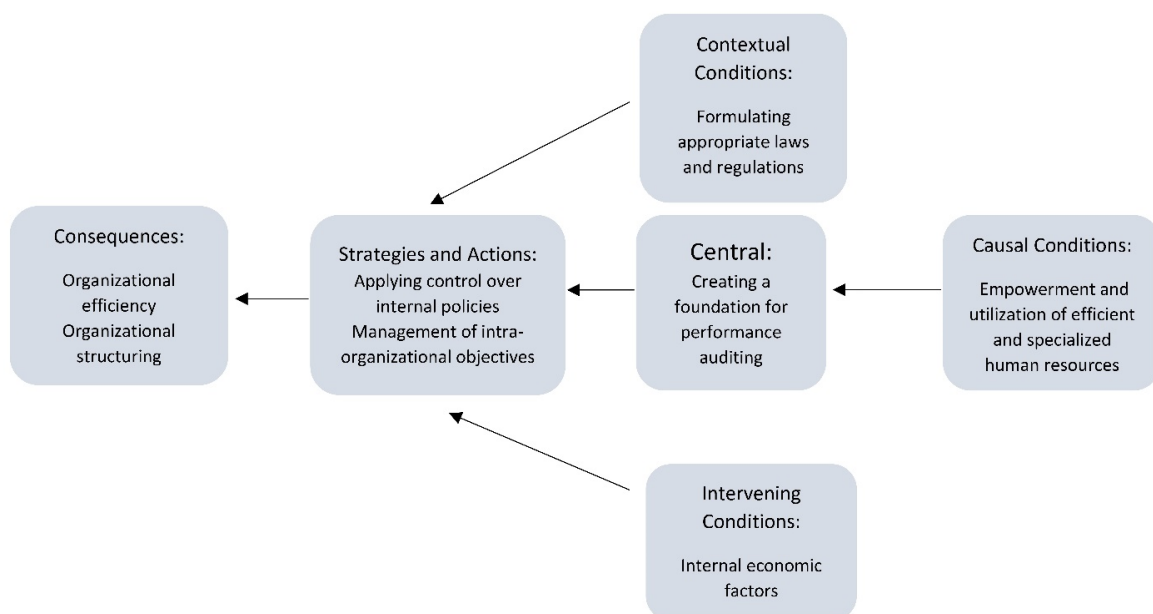 Contextual
Conditions:
Formulating
appropriate laws
and regulations
Consequences:
Organizational
efficiency
Organizational
structuring
Strategies and Actions:
Applying control over
internal policies
Management of intra-
organizational objectives
Central:
Creating a
foundation for
performance
auditing
Causal Conditions:
Empowerment and
utilization of efficient
and specialized
human resources
Intervening
Conditions:
Internal economic
factors